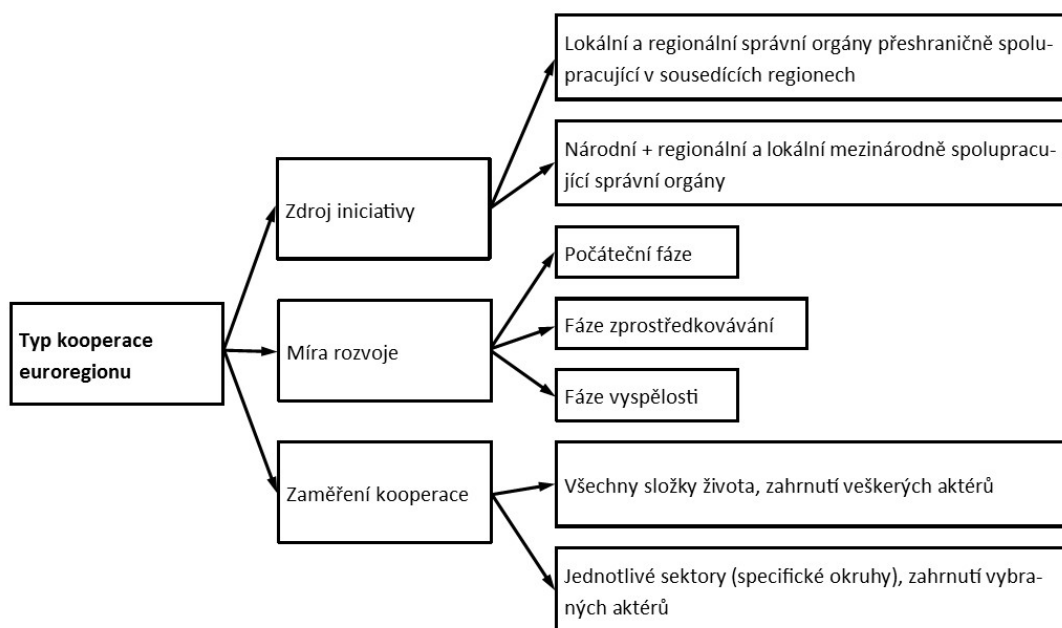 Lokální a regionální správní orgány přeshraničně spolu-
pracující v sousedících regionech
Národní + regionální a lokální mezinárodně spolupracu-
jící správní orgány
Zdroj iniciativy
Počáteční fáze
Fáze zprostředkovávání
Typ kooperace
euroregionu
Míra rozvoje
Fáze vyspělosti
Zaměření kooperace
Všechny složky života, zahrnutí veškerých aktérů
Jednotlivé sektory (specifické okruhy), zahrnutí vybra-
ných aktérů